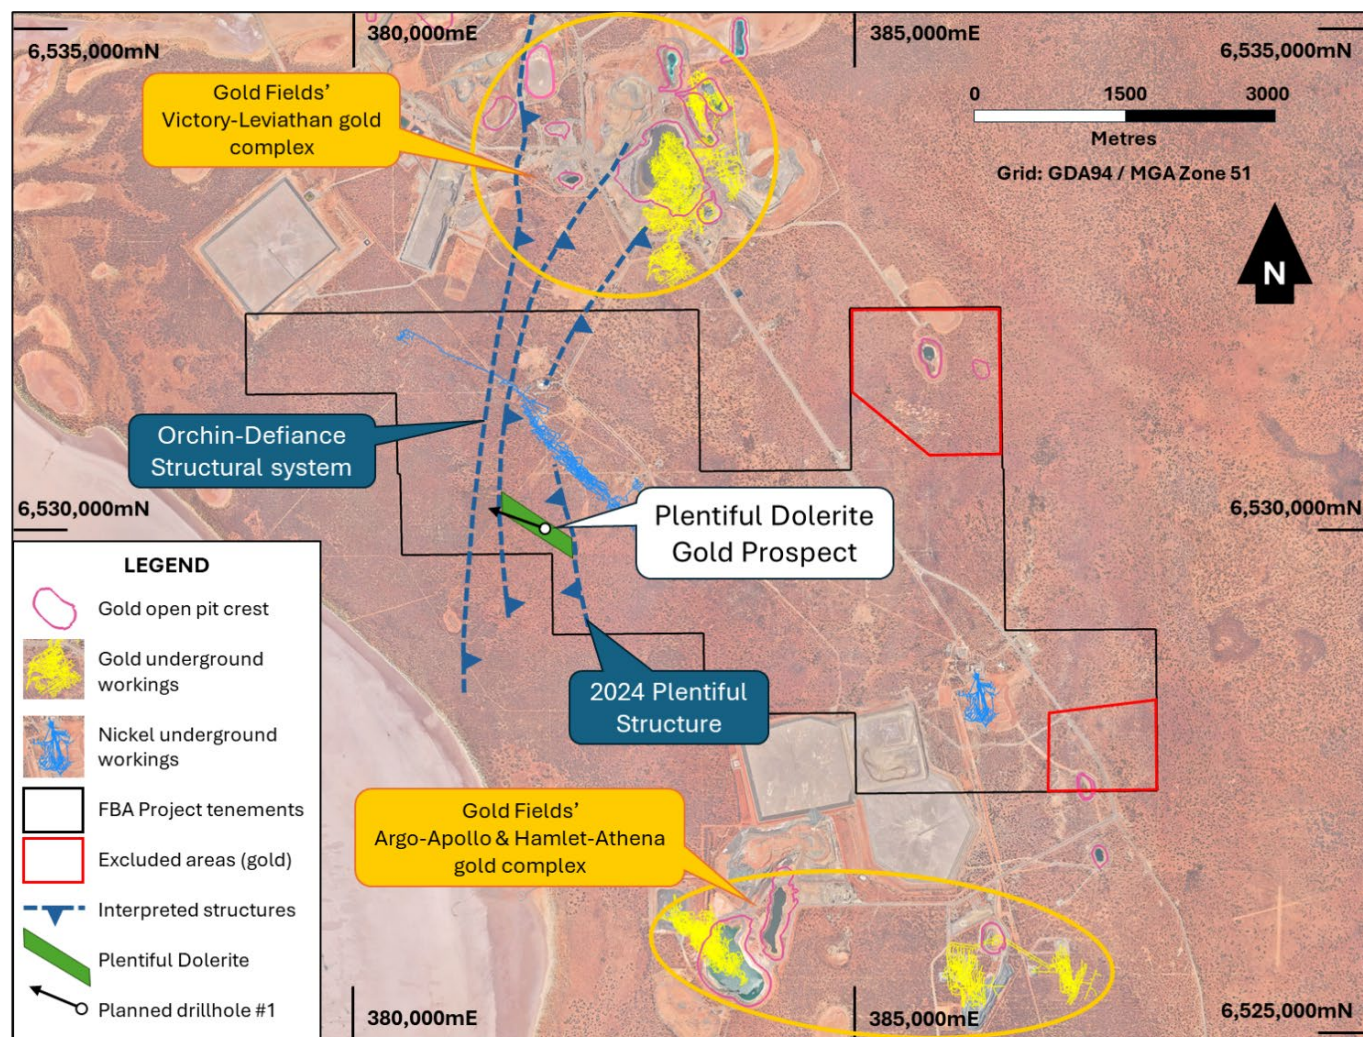 380,000mE
385,000mE
6,535,000mN
6,535,000mN
Gold Fields’
Victory-Leviathan gold
complex
0
1500
3000
Metres
Grid: GDA94 / MGA Zone 51
N
Orchin-Defiance
Structural system
6,530,000mN
6,530,000mN
Plentiful Dolerite
Gold Prospect
2024 Plentiful
Structure
LEGEND
Gold open pit crest
Gold underground
workings
Nickel underground
workings
FBA Project tenements
Excluded areas (gold)
Interpreted structures
Plentiful Dolerite
Planned drillhole #1
Gold Fields’
Argo-Apollo & Hamlet-Athena
gold complex
380,000mE
385,000mE
6,525,000mN